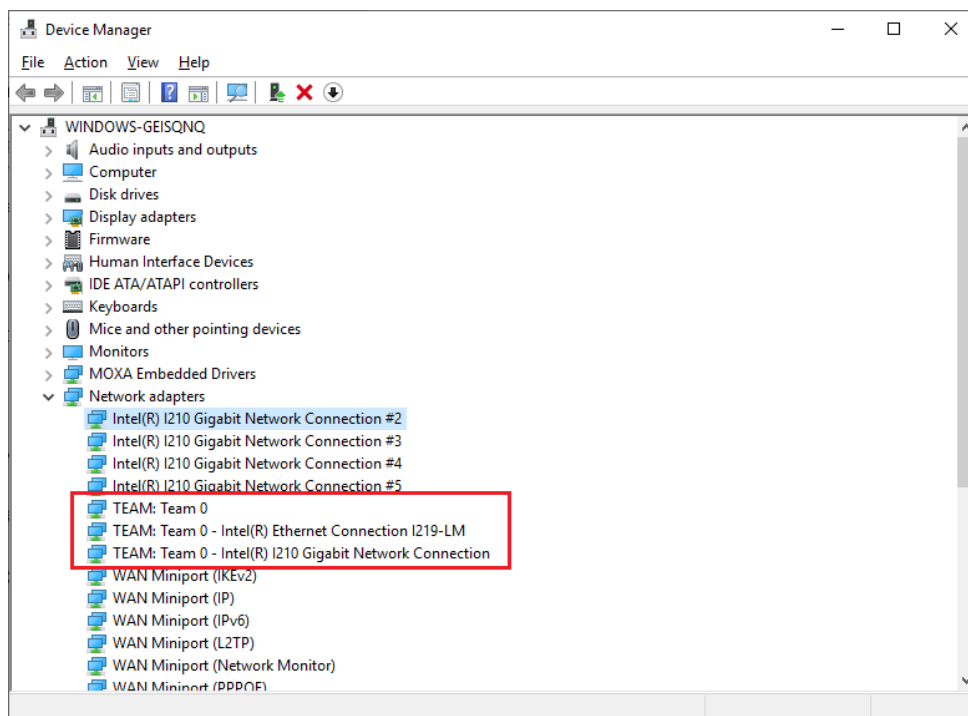 Device Manager
File Action View Help
WINDOWS-GEISQNQ
Audio inputs and outputs
Computer
Disk drives
Display adapters
Firmware
Human Interface Devices
IDE ATA/ATAPI controllers
Keyboards
Mice and other pointing devices
Monitors
MOXA Embedded Drivers
Network adapters
Intel(R) I210 Gigabit Network Connection #2
Intel(R) I210 Gigabit Network Connection #3
Intel(R) I210 Gigabit Network Connection #4
Intel(R) I210 Gigabit Network Connection #5
TEAM: Team 0
TEAM: Team 0 - Intel(R) Ethernet Connection I219-LM
TEAM: Team 0 - Intel(R) I210 Gigabit Network Connection
WAN Miniport (IKEv2)
WAN Miniport (IP)
WAN Miniport (IPv6)
WAN Miniport (L2TP)
WAN Miniport (Network Monitor)
WAN Miniport (PPPOE)